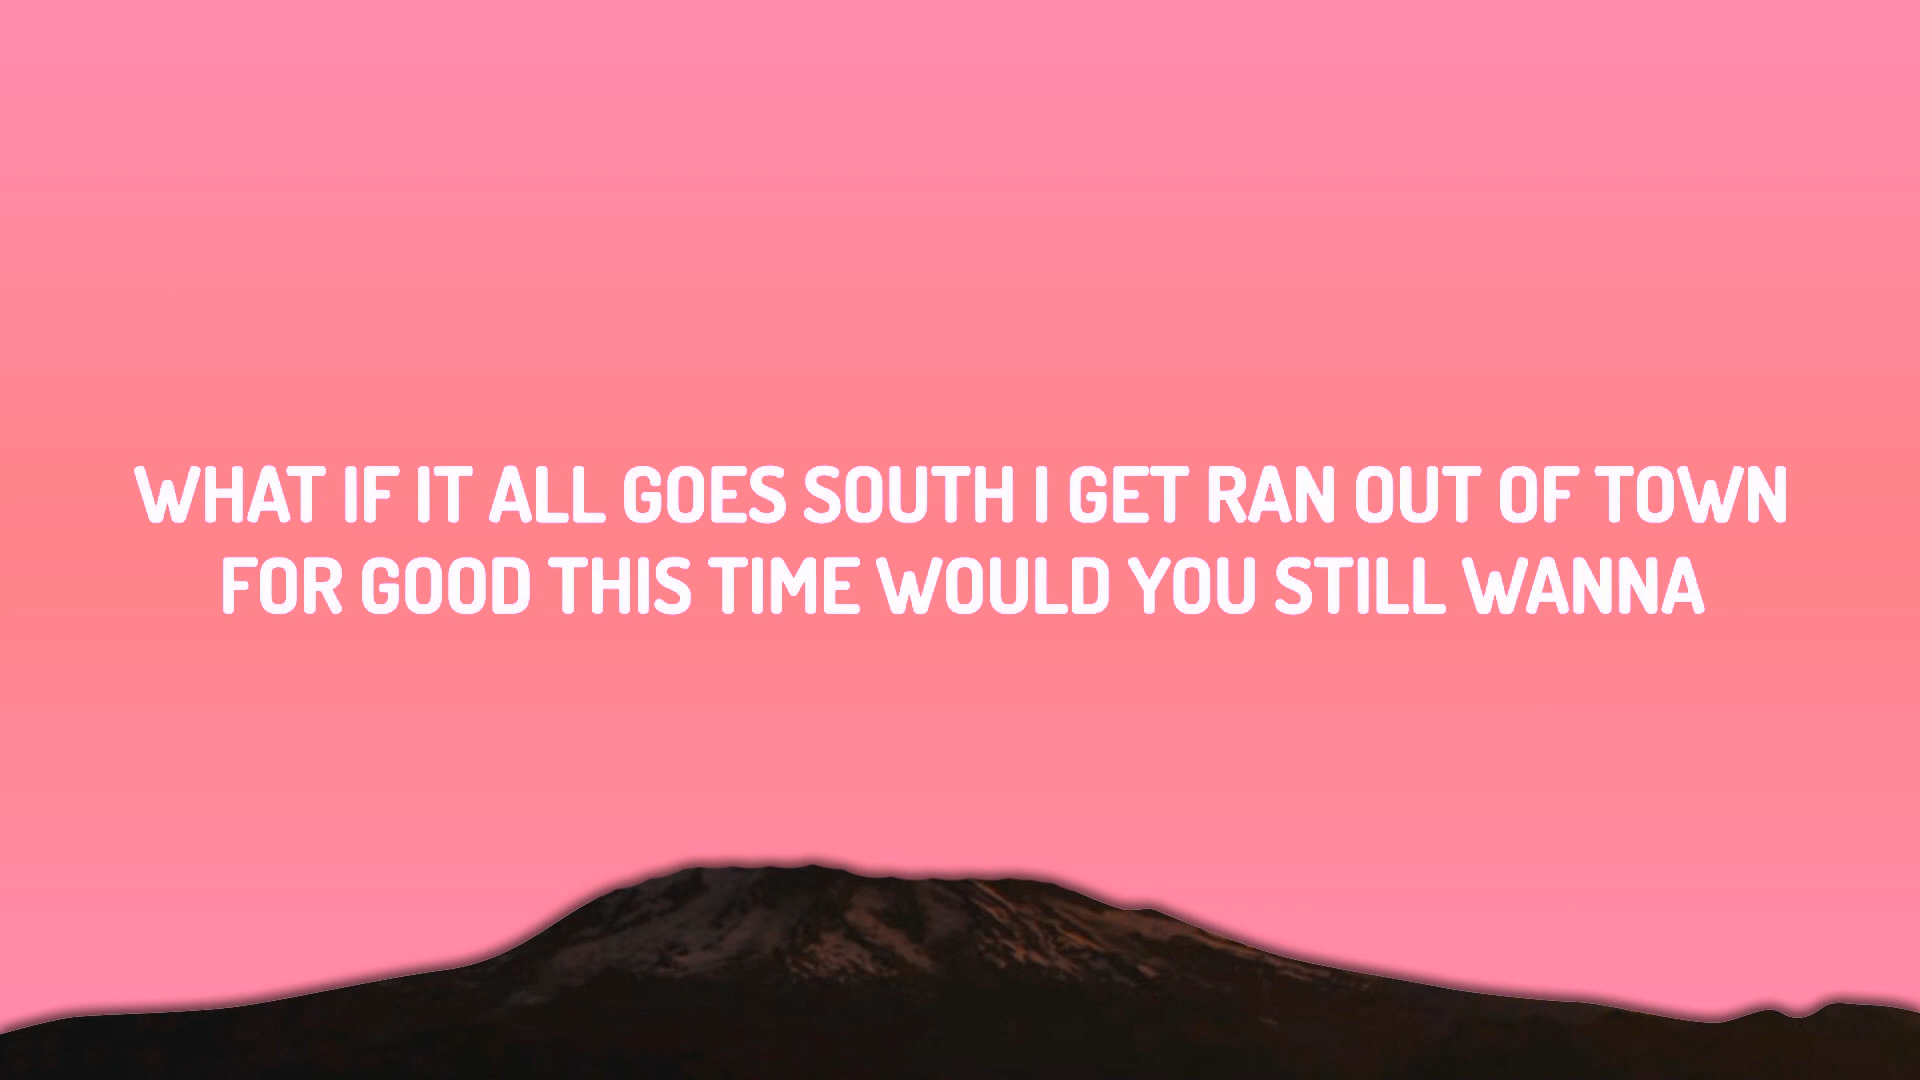 WHAT IF IT ALL GOES SOUTH I GET RAN OUT OF TOWN
FOR GOOD THIS TIME WOULD YOU STILL WANNA